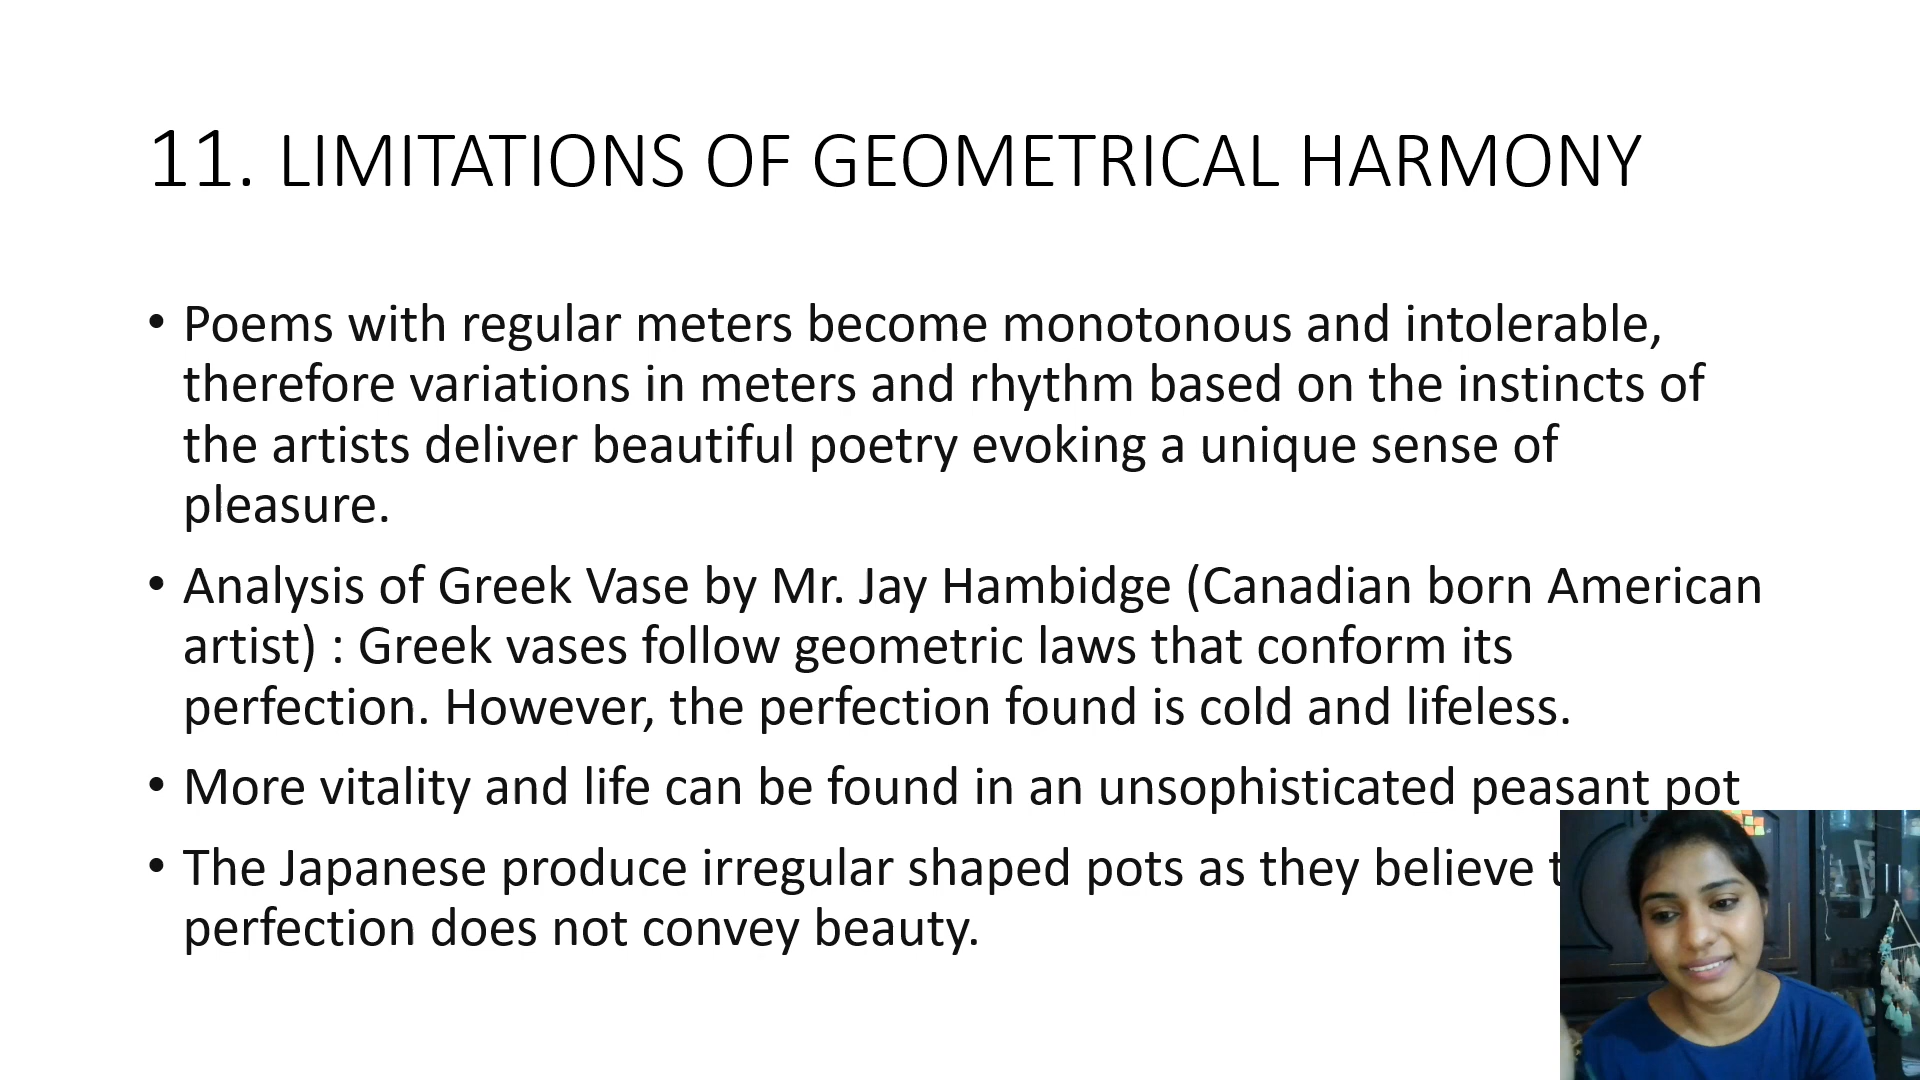 11. LIMITATIONS OF GEOMETRICAL HARMONY
• Poems with regular meters become monotonous and intolerable,
therefore variations in meters and rhythm based on the instincts of
the artists deliver beautiful poetry evoking a unique sense of
pleasure.
• Analysis of Greek Vase by Mr. Jay Hambidge (Canadian born American
artist) : Greek vases follow geometric laws that conform its
perfection. However, the perfection found is cold and lifeless.
• More vitality and life can be found in an unsophisticated peasant pot
• The Japanese produce irregular shaped pots as they believe
perfection does not convey beauty.